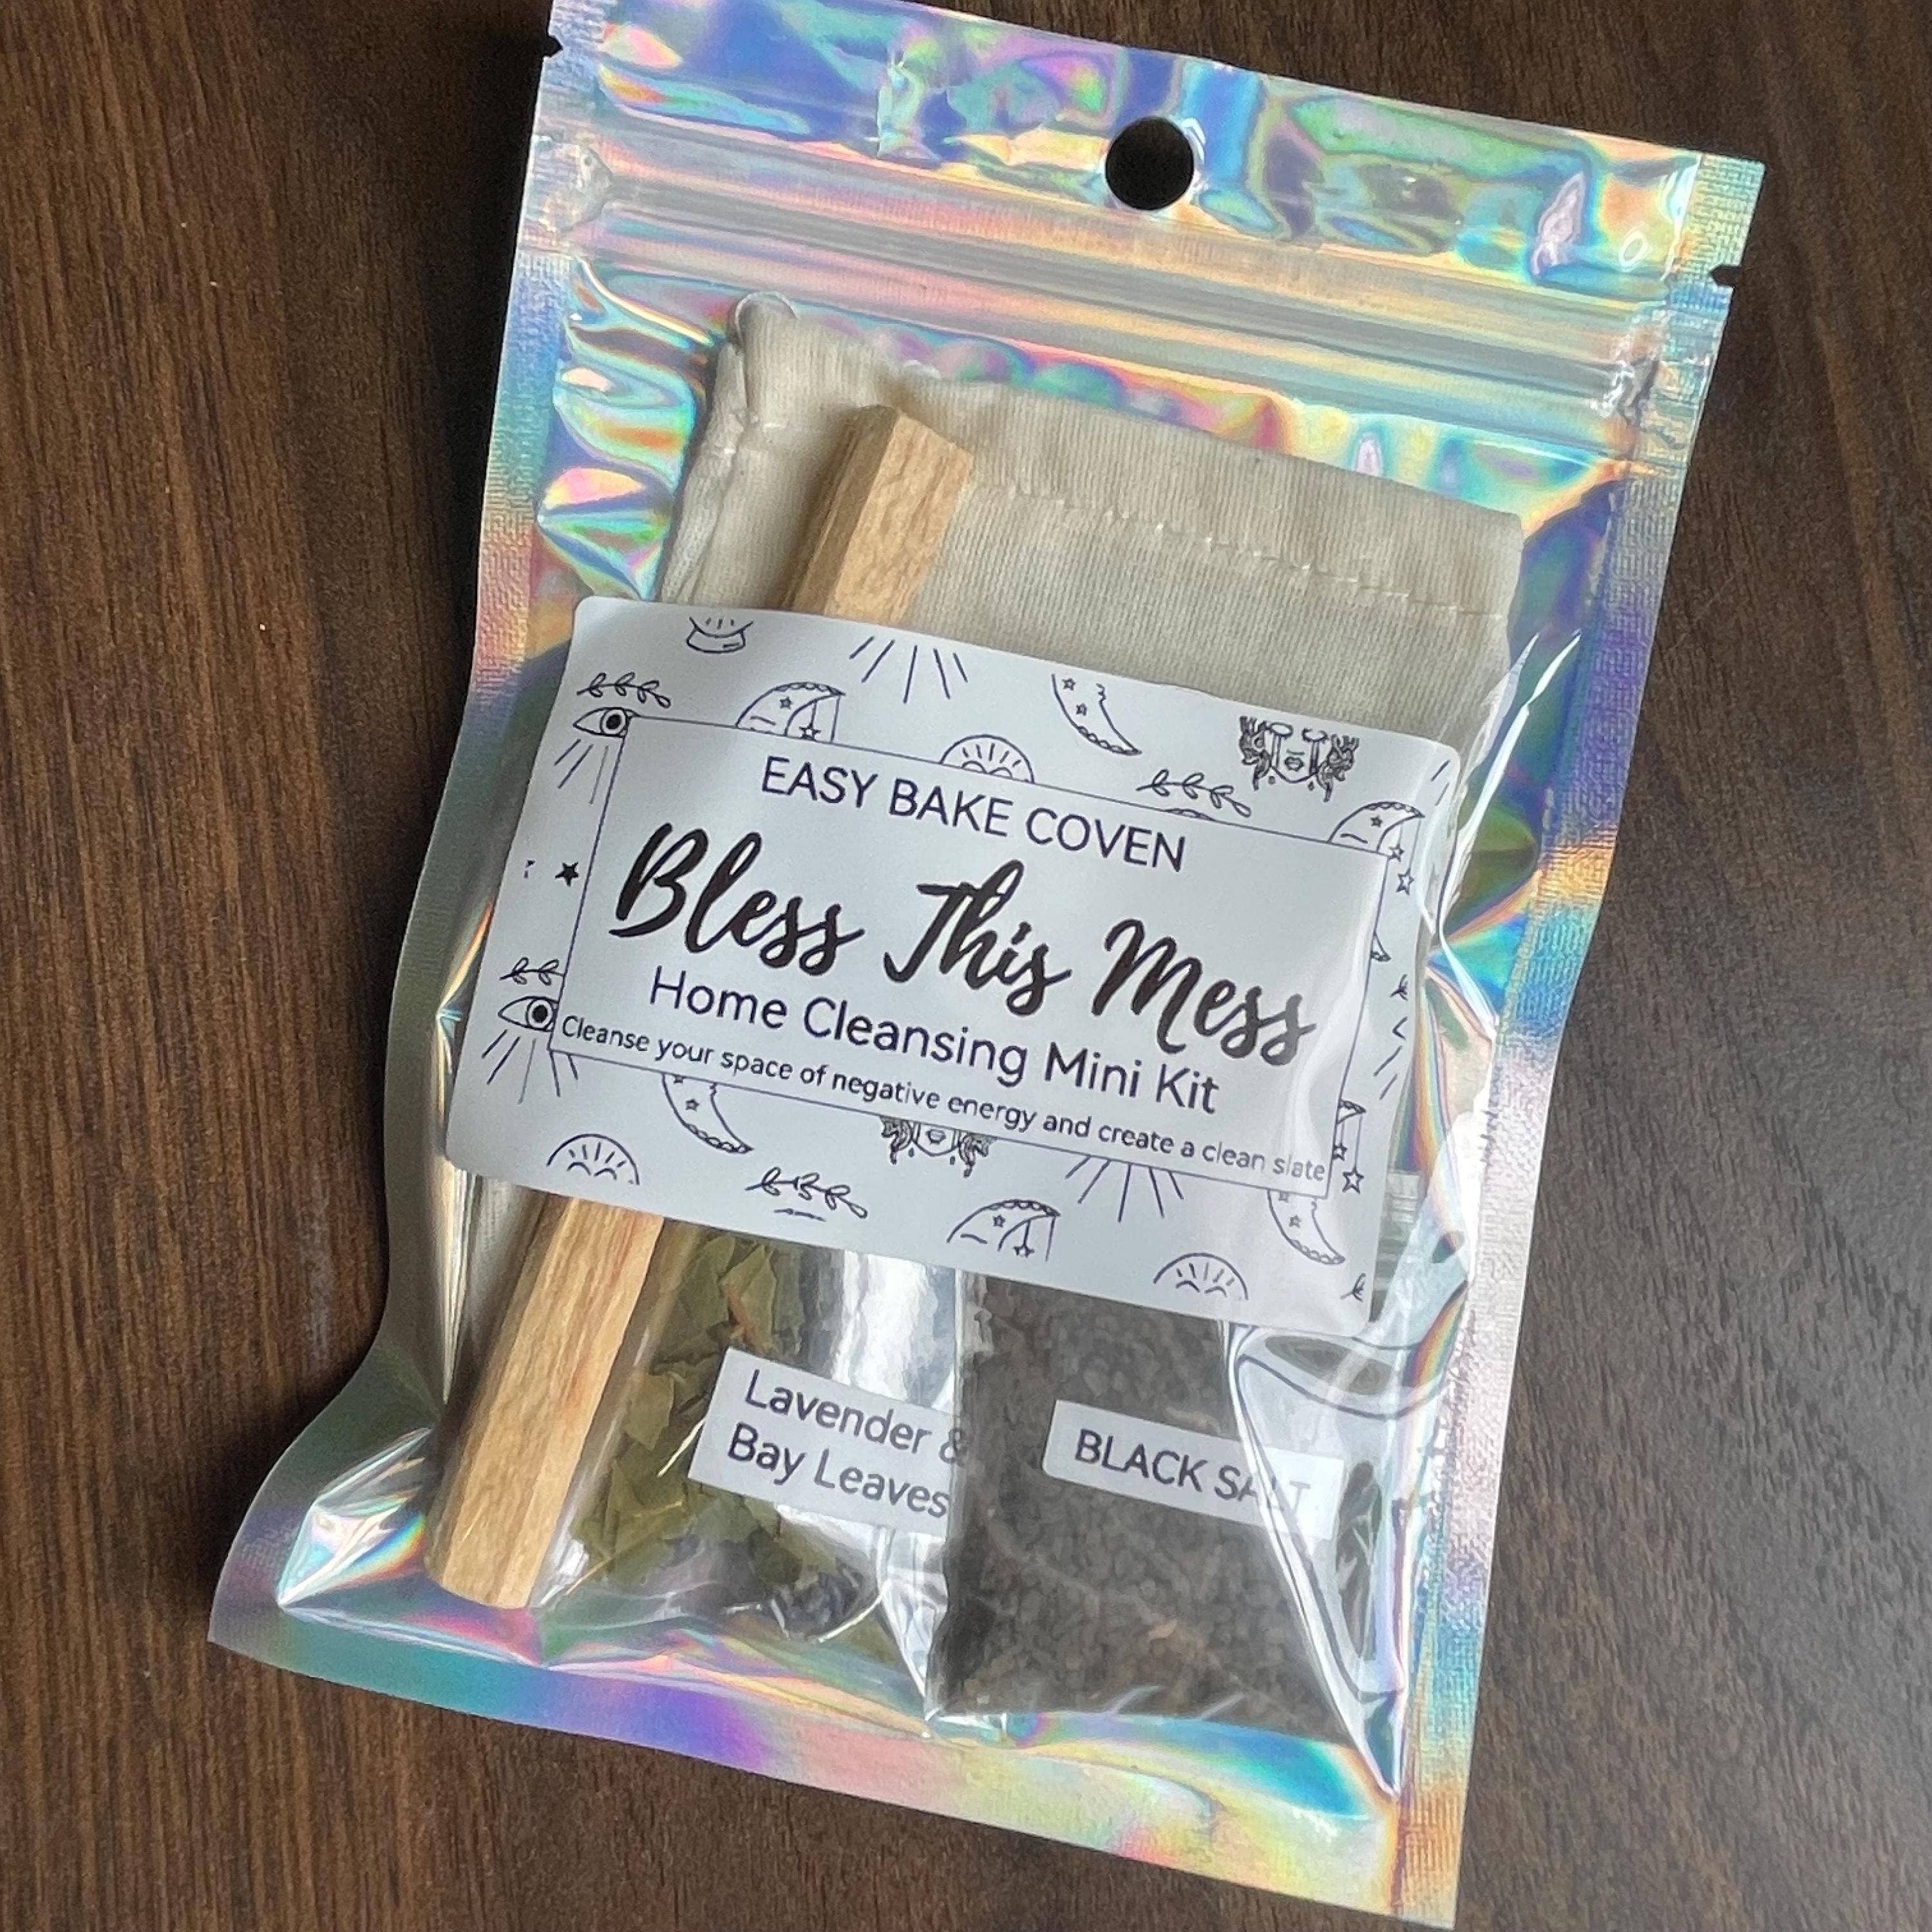 EASY BAKE COVEN
Bless This Mess
Home Cleansing Mini Kit
Cleanse your space of negative energy and create a clean slate
Lavender &
Bay Leaves
BLACK SALT